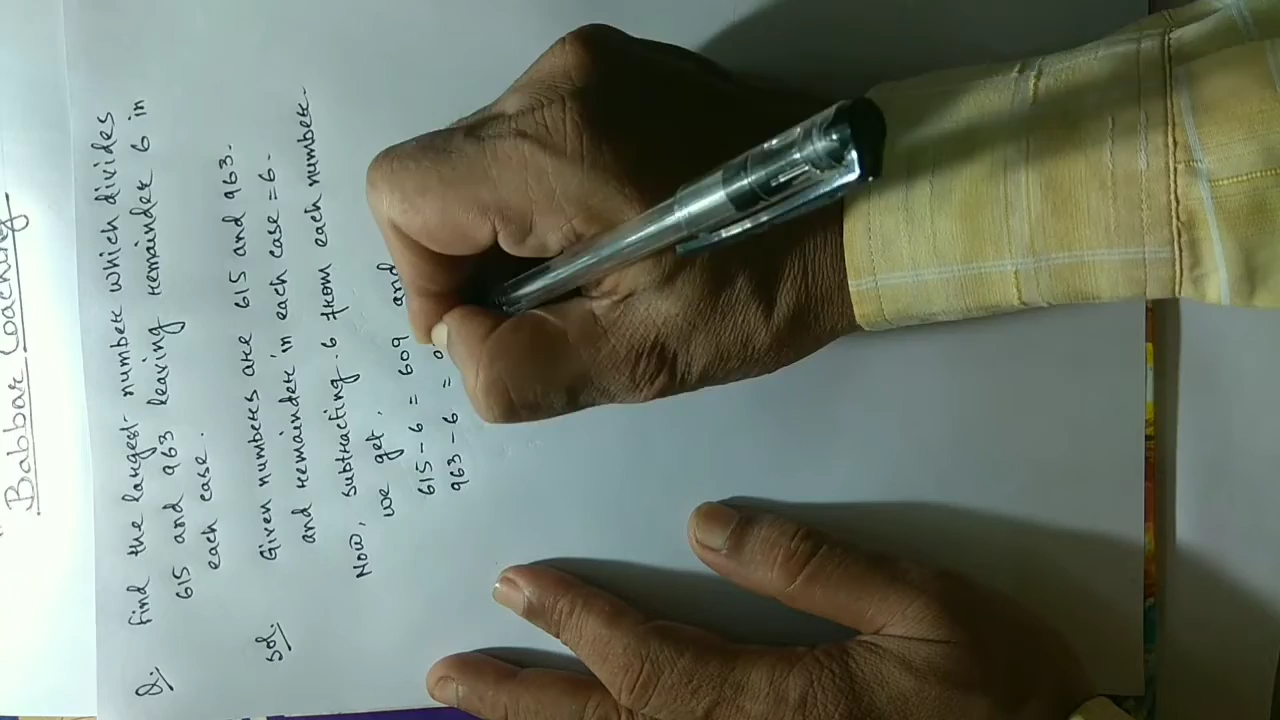 Babbar Coaching
Q. Find the largest number which divides
615 and 963 leaving remainder 6 in
each case.
Sol. Given numbers are 615 and 963.
and remainder in each case = 6.
Now, subtracting 6 from each number
we get,
615 - 6 = 609 and
963 - 6 =